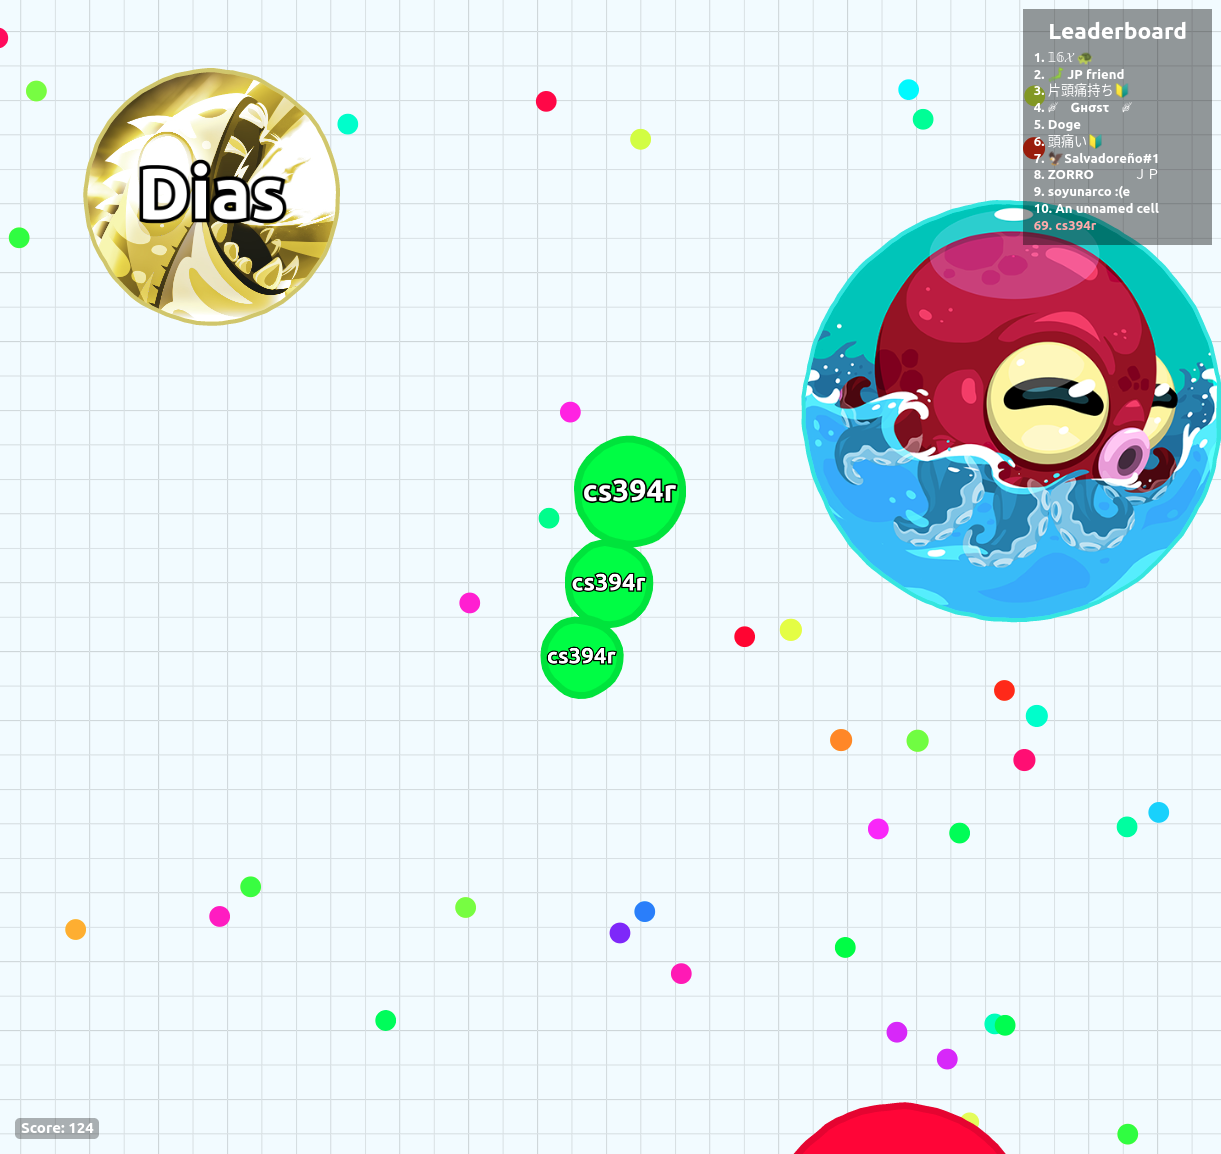 Leaderboard
1. 𝟙𝟞.𝓧 🐢
2. JP friend
3. 片頭痛持ち🔰
4. ☄ Ǥнσsτ ☄
5. Doge
6. 頭痛い🔰
7. 🦅Salvadoreño#1
8. ZORRO ＪＰ
9. soyunarco :(e
10. An unnamed cell
69. cs394r
Dias
cs394r
cs394r
cs394r
Score: 124